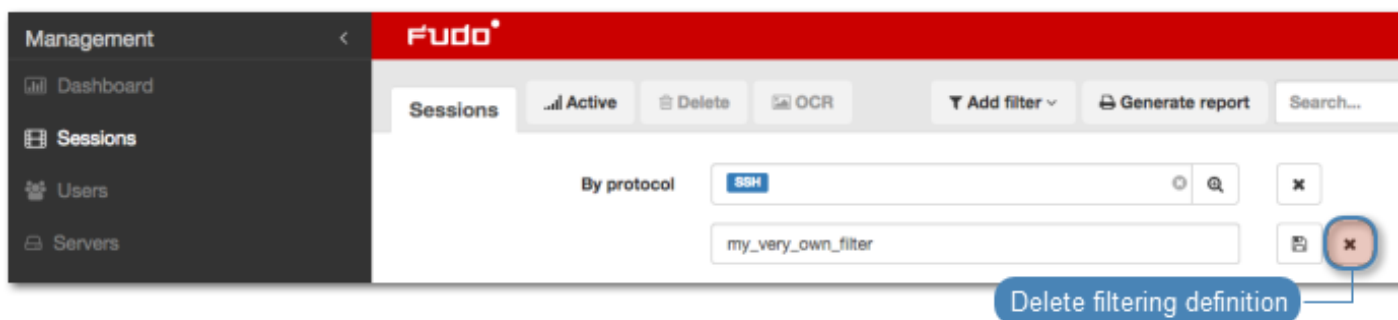 Management
FUDO
Dashboard
Sessions Active Delete OCR Add filter Generate report Search...
Sessions
Users
By protocol SSH
Servers
my_very_own_filter
Delete filtering definition